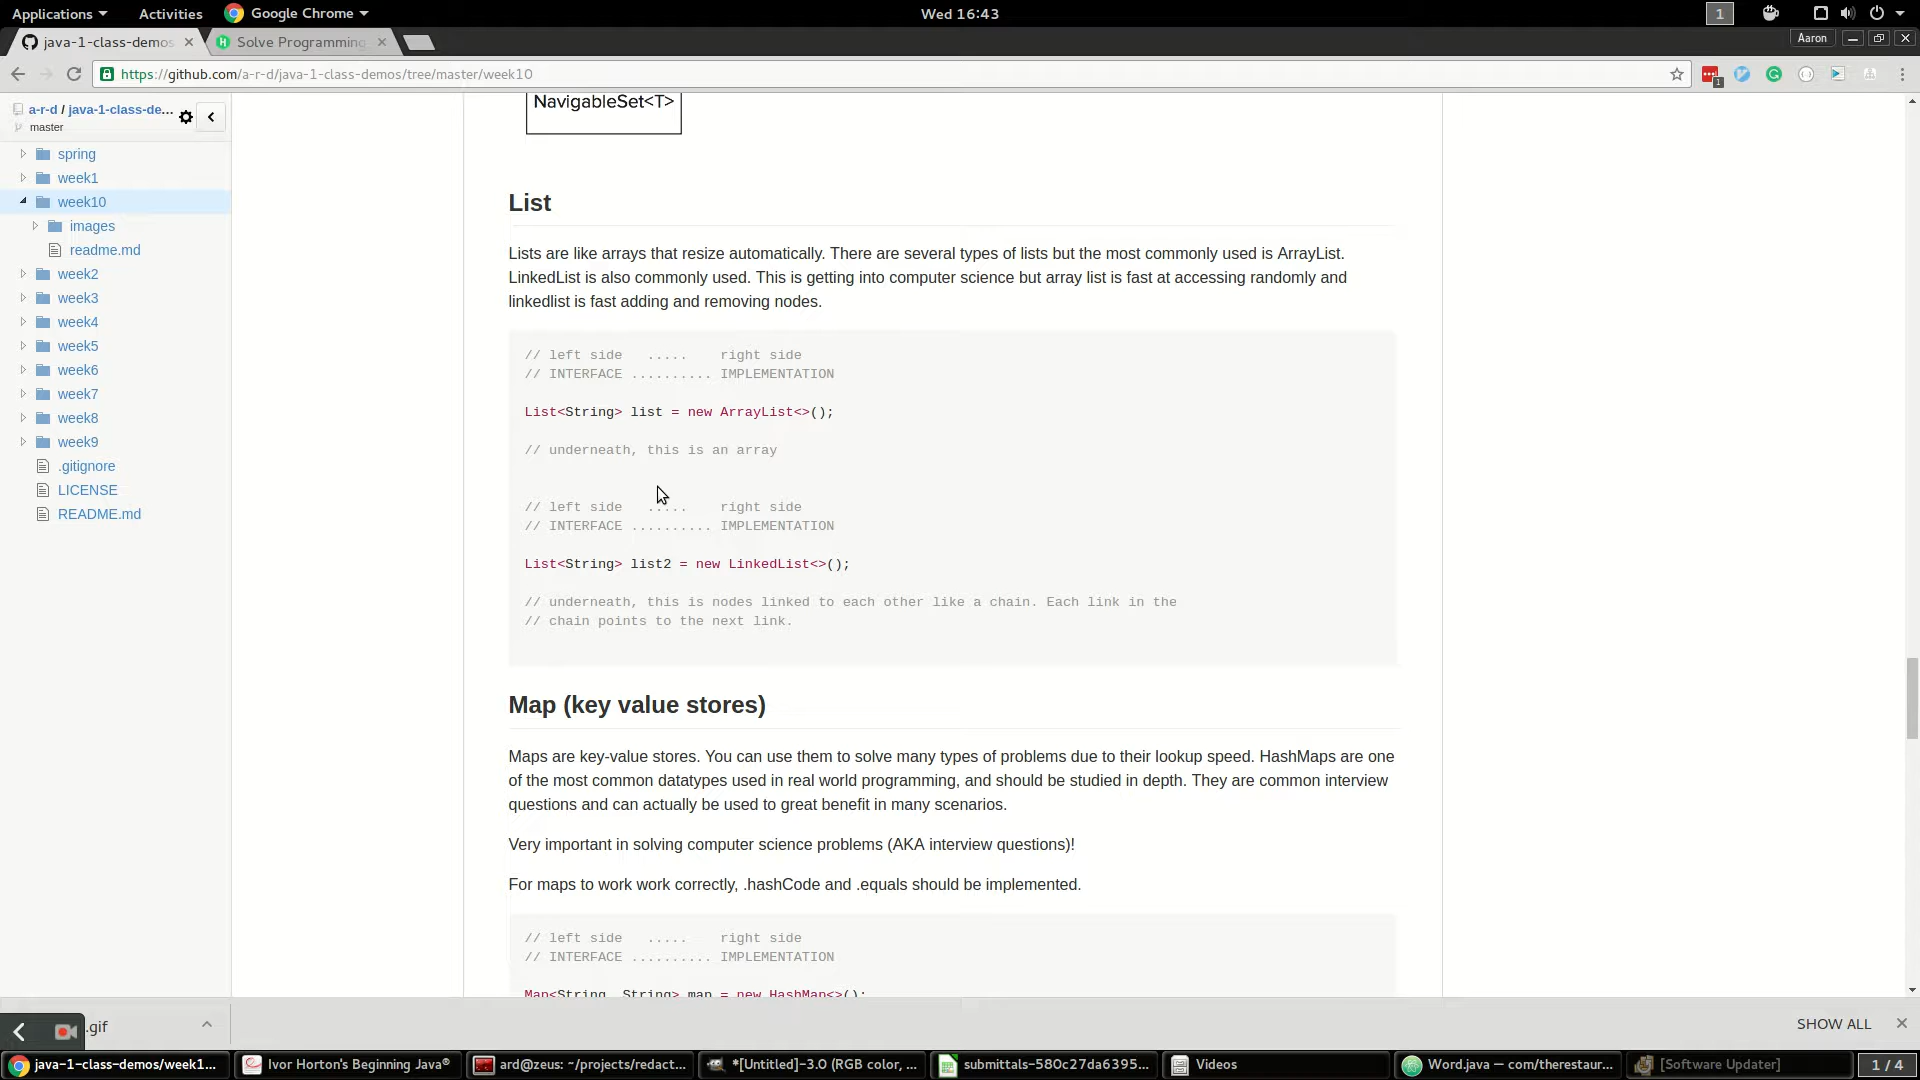 Applications
Activities
Google Chrome
Wed 16:43
1
java-1-class-demos
Solve Programming
Aaron
https://github.com/a-r-d/java-1-class-demos/tree/master/week10
1
a-r-d / java-1-class-de...
master
spring
week1
week10
images
readme.md
week2
week3
week4
week5
week6
week7
week8
week9
.gitignore
LICENSE
README.md
NavigableSet<T>
List
Lists are like arrays that resize automatically. There are several types of lists but the most commonly used is ArrayList.
LinkedList is also commonly used. This is getting into computer science but array list is fast at accessing randomly and
linkedlist is fast adding and removing nodes.
// left side   .....    right side
// INTERFACE .......... IMPLEMENTATION
List<String> list = new ArrayList<>();
// underneath, this is an array
// left side   .....    right side
// INTERFACE .......... IMPLEMENTATION
List<String> list2 = new LinkedList<>();
// underneath, this is nodes linked to each other like a chain. Each link in the
// chain points to the next link.
Map (key value stores)
Maps are key-value stores. You can use them to solve many types of problems due to their lookup speed. HashMaps are one
of the most common datatypes used in real world programming, and should be studied in depth. They are common interview
questions and can actually be used to great benefit in many scenarios.
Very important in solving computer science problems (AKA interview questions)!
For maps to work work correctly, .hashCode and .equals should be implemented.
// left side   .....    right side
// INTERFACE .......... IMPLEMENTATION
Map<String, String> map = new HashMap<>();
.gif
SHOW ALL
java-1-class-demos/week1...
Ivor Horton's Beginning Java®
ard@zeus: ~/projects/redact...
*[Untitled]-3.0 (RGB color, ...
submittals-580c27da6395...
Videos
Word.java — com/therestaur...
[Software Updater]
1 / 4